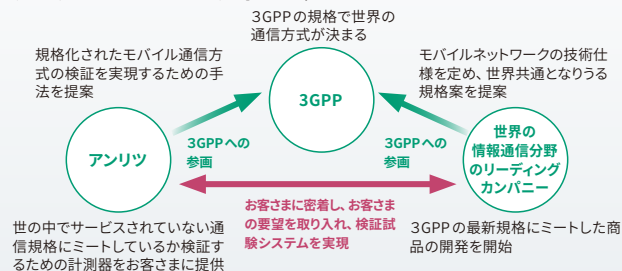 3GPPの規格で世界の
通信方式が決まる
規格化されたモバイル通信方
式の検証を実現するための手
法を提案
モバイルネットワークの技術仕
様を定め、世界共通となりうる
規格案を提案
3GPP
アンリツ
3GPPへの
参画
3GPPへの
参画
世界の
情報通信分野
のリーディング
カンパニー
お客さまに密着し、お客さま
の要望を取り入れ、検証試
験システムを実現
世の中でサービスされていない通
信規格にミートしているか検証す
るための計測器をお客さまに提供
3GPPの最新規格にミートした商
品の開発を開始